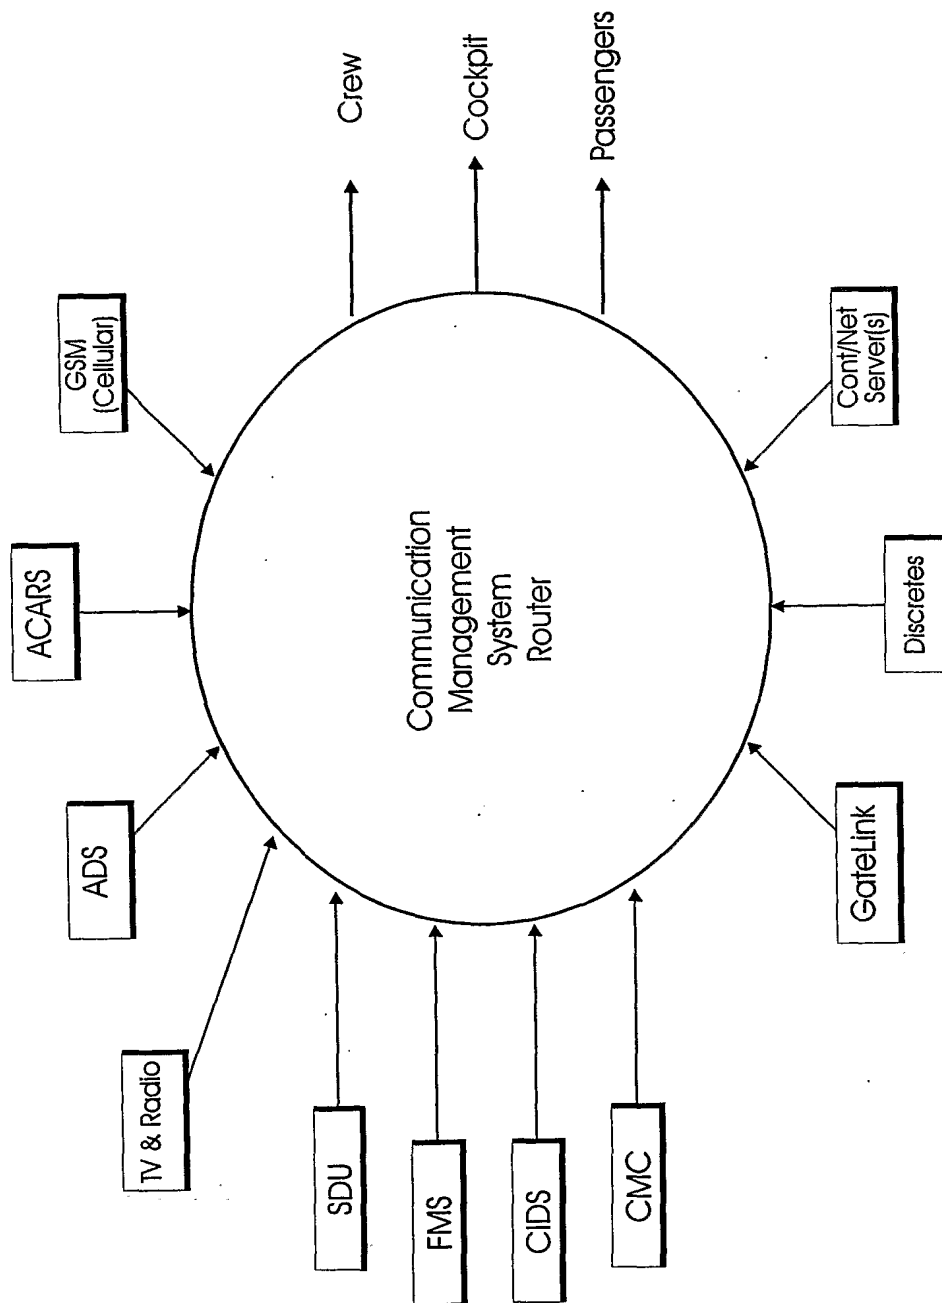 TV & Radio
ADS
ACARS
GSM
(Cellular)
SDU
FMS
CIDS
CMC
Communication
Management
System
Router
Crew
Cockpit
Passengers
GateLink
Discretes
Cont/Net
Server(s)